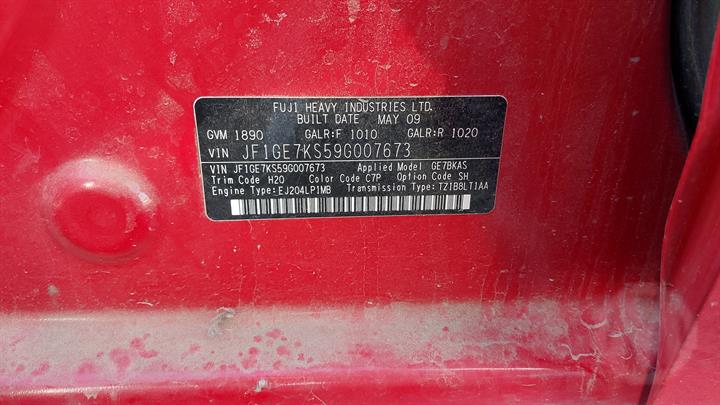 FUJI HEAVY INDUSTRIES LTD.
BUILT DATE MAY 09
GVM 1890 GALR:F 1010 GALR:R 1020
VIN JF1GE7KS59G007673
VIN JF1GE7KS59G007673 Applied Model GE7BKAS
Trim Code H20 Color Code C7P Option Code SH
Engine Type:EJ204LP1MB Transmission Type:TZ1B8LT1AA